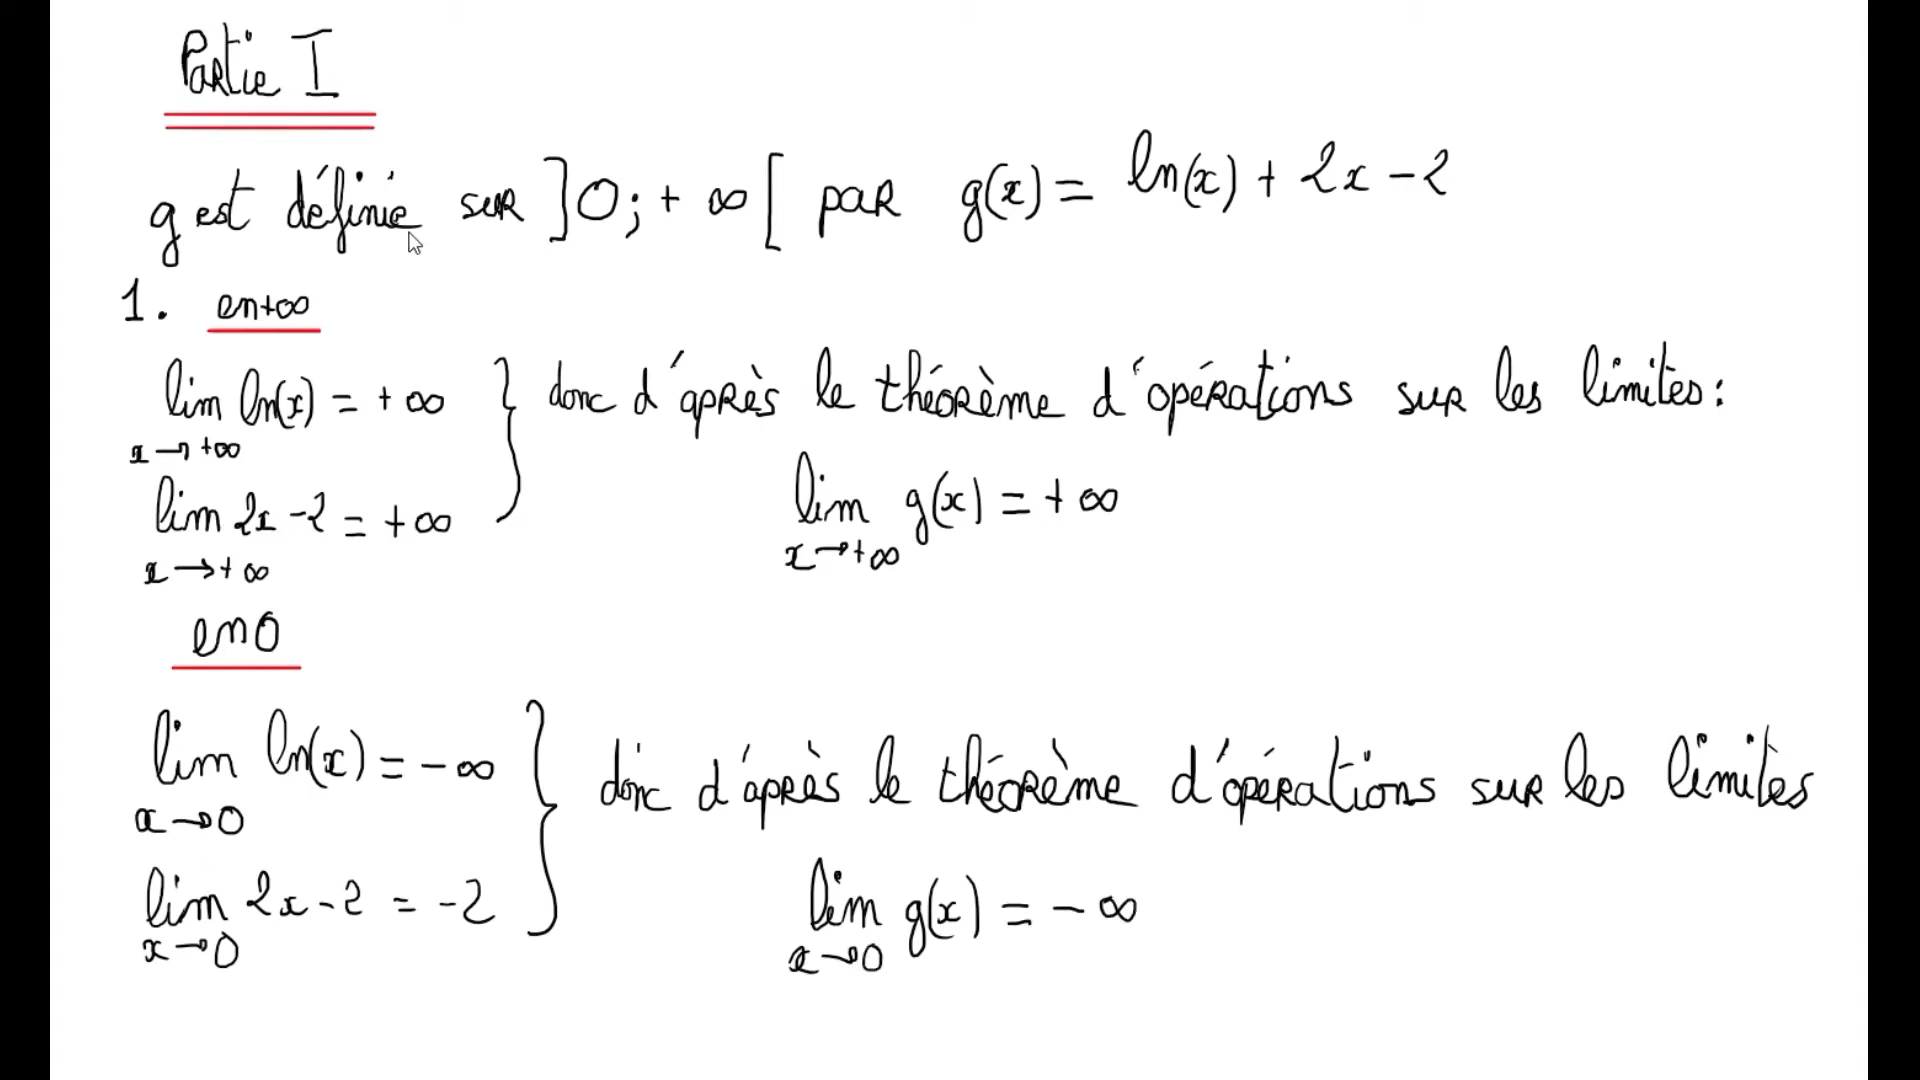 Partie I
g est définie sur ]0;+∞[ par g(x) = ln(x) + 2x - 2
1. en+∞
lim ln(x) = +∞ } donc d'après le théorème d'opérations sur les limites:
x→+∞
lim 2x - 2 = +∞
x→+∞
lim g(x) = +∞
x→+∞
en 0
lim ln(x) = -∞ } donc d'après le théorème d'opérations sur les limites
x→0
lim 2x - 2 = -2
x→0
lim g(x) = -∞
x→0